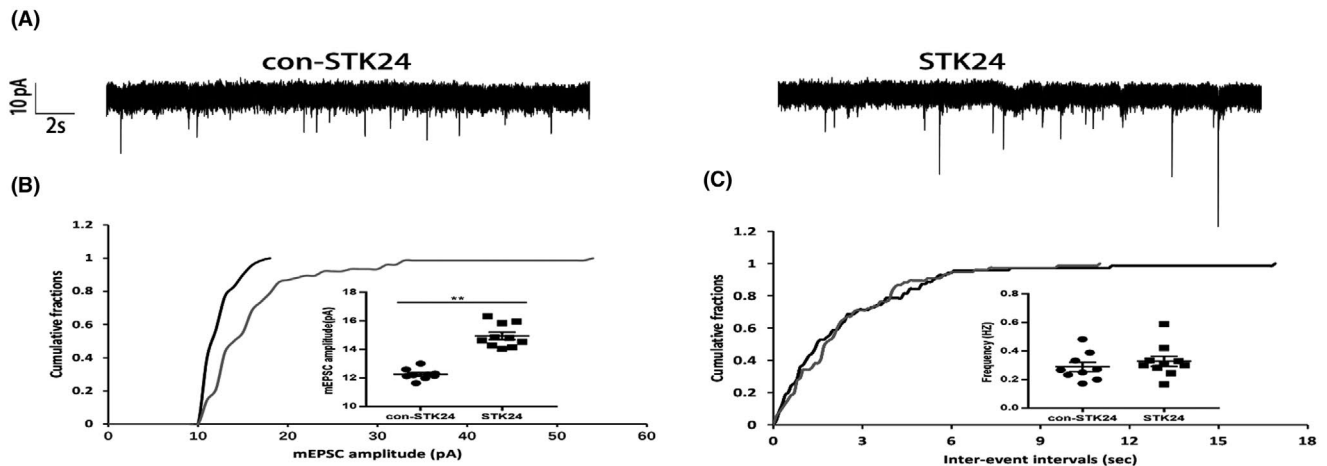 (A)
con-STK24
STK24
10 pA
2s
(B)
(C)
1.2
1
0.8
0.6
0.4
0.2
0
Cumulative fractions
0 10 20 30 40 50 60
mEPSC amplitude (pA)
18
16
14
12
10
mEPSC amplitude(pA)
**
con-STK24 STK24
1.2
1
0.8
0.6
0.4
0.2
0
Cumulative fractions
0 3 6 9 12 15 18
Inter-event intervals (sec)
0.8
0.6
0.4
0.2
0.0
Frequency (HZ)
con-STK24 STK24